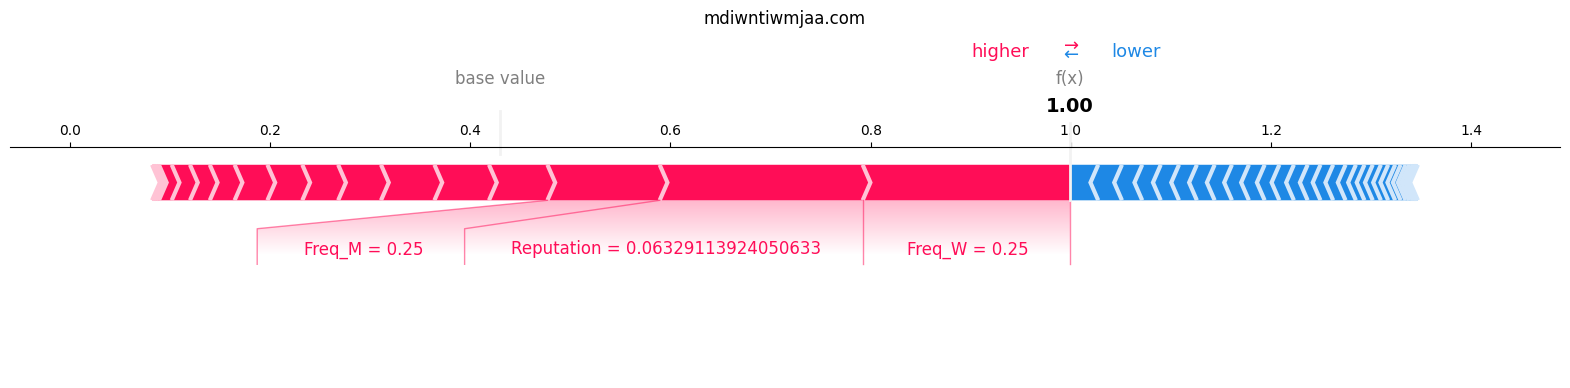 mdiwntiwmjaa.com
higher ⇄ lower
base value f(x)
1.00
0.0 0.2 0.4 0.6 0.8 1.0 1.2 1.4
Freq_M = 0.25 Reputation = 0.06329113924050633 Freq_W = 0.25